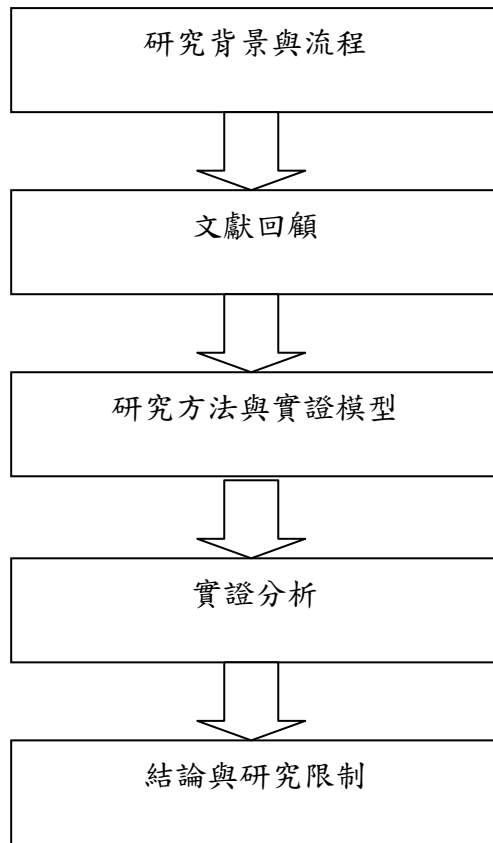 研究背景與流程
文獻回顧
研究方法與實證模型
實證分析
結論與研究限制